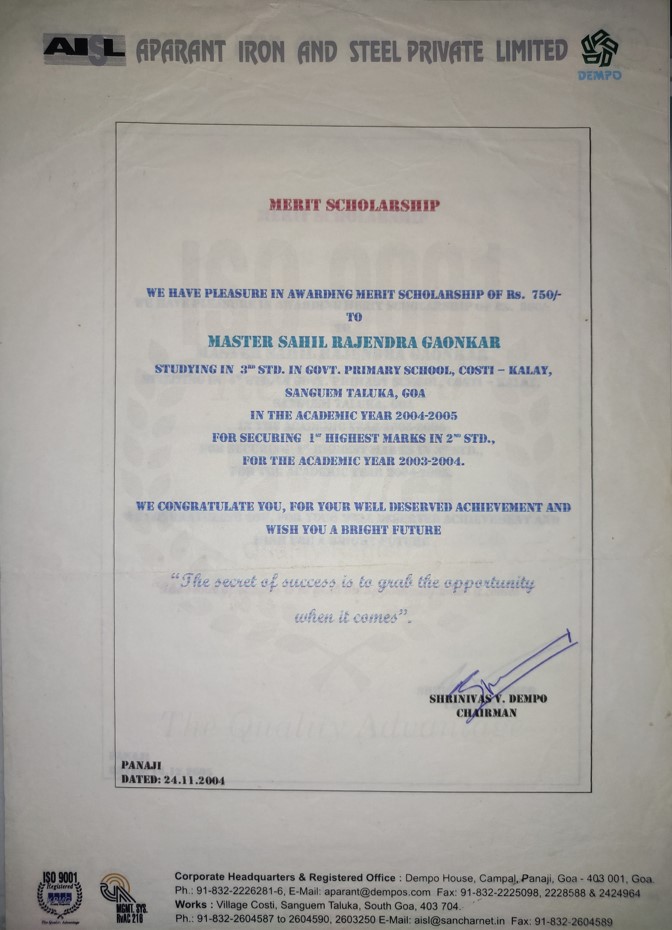 AISL APARANT IRON AND STEEL PRIVATE LIMITED
DEMPO
MERIT SCHOLARSHIP
WE HAVE PLEASURE IN AWARDING MERIT SCHOLARSHIP OF Rs. 750/-
TO
MASTER SAHIL RAJENDRA GAONKAR
STUDYING IN 3RD STD. IN GOVT. PRIMARY SCHOOL, COSTI – KALAY,
SANGUEM TALUKA, GOA
IN THE ACADEMIC YEAR 2004-2005
FOR SECURING 1ST HIGHEST MARKS IN 2ND STD.,
FOR THE ACADEMIC YEAR 2003-2004.
WE CONGRATULATE YOU, FOR YOUR WELL DESERVED ACHIEVEMENT AND
WISH YOU A BRIGHT FUTURE
“The secret of success is to grab the opportunity
when it comes”.
SHRINIVAS V. DEMPO
CHAIRMAN
PANAJI
DATED: 24.11.2004
ISO 9001
Registered
The Quality Advantage
MGMT. SYS.
RvAC 216
Corporate Headquarters & Registered Office : Dempo House, Campal, Panaji, Goa - 403 001, Goa.
Ph.: 91-832-2226281-6, E-Mail: aparant@dempos.com Fax: 91-832-2225098, 2228588 & 2424964
Works : Village Costi, Sanguem Taluka, South Goa, 403 704.
Ph.: 91-832-2604587 to 2604590, 2603250 E-Mail: aisl@sancharnet.in Fax: 91-832-2604589